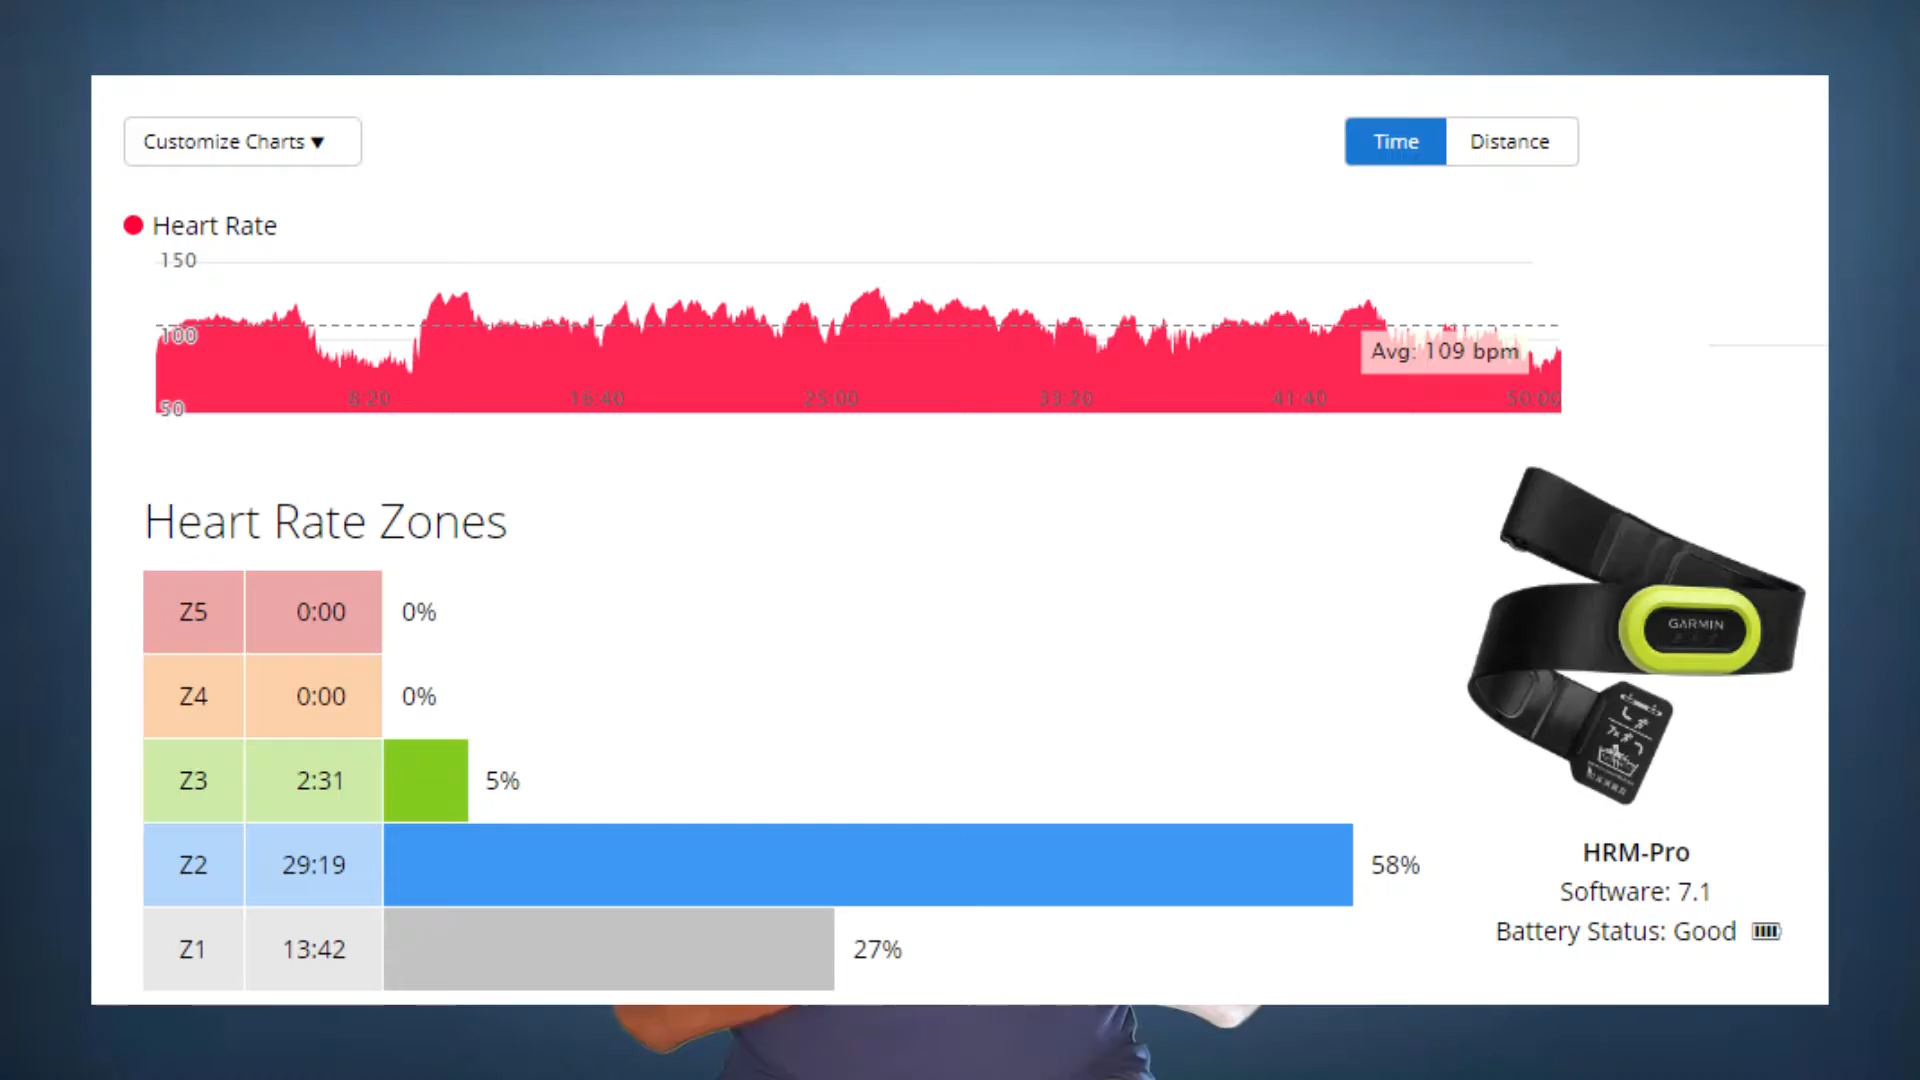 Customize Charts ▼
Time Distance
Heart Rate
150
100
50
Avg: 109 bpm
8:20 16:40 25:00 33:20 41:40 50:00
Heart Rate Zones
Z5 0:00 0%
Z4 0:00 0%
Z3 2:31 5%
Z2 29:19 58%
Z1 13:42 27%
GARMIN
HRM-Pro
Software: 7.1
Battery Status: Good